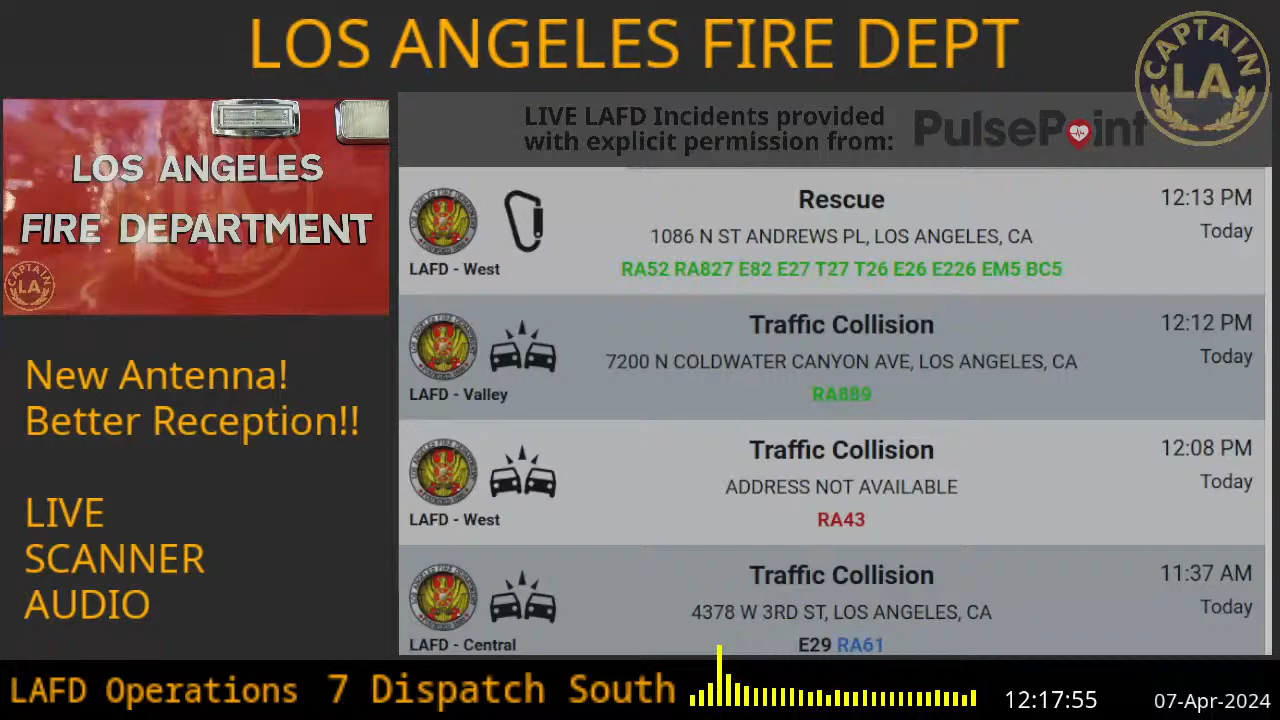 LOS ANGELES FIRE DEPT
CAPTAIN
LA
LOS ANGELES
FIRE DEPARTMENT
CAPTAIN
LA
New Antenna!
Better Reception!!
LIVE
SCANNER
AUDIO
LIVE LAFD Incidents provided
with explicit permission from:
PulsePoint
Rescue
12:13 PM
1086 N ST ANDREWS PL, LOS ANGELES, CA
Today
LAFD - West
RA52 RA827 E82 E27 T27 T26 E26 E226 EM5 BC5
Traffic Collision
12:12 PM
7200 N COLDWATER CANYON AVE, LOS ANGELES, CA
Today
LAFD - Valley
RA889
Traffic Collision
12:08 PM
ADDRESS NOT AVAILABLE
Today
LAFD - West
RA43
Traffic Collision
11:37 AM
4378 W 3RD ST, LOS ANGELES, CA
Today
LAFD - Central
E29 RA61
LAFD Operations 7 Dispatch South
12:17:55
07-Apr-2024